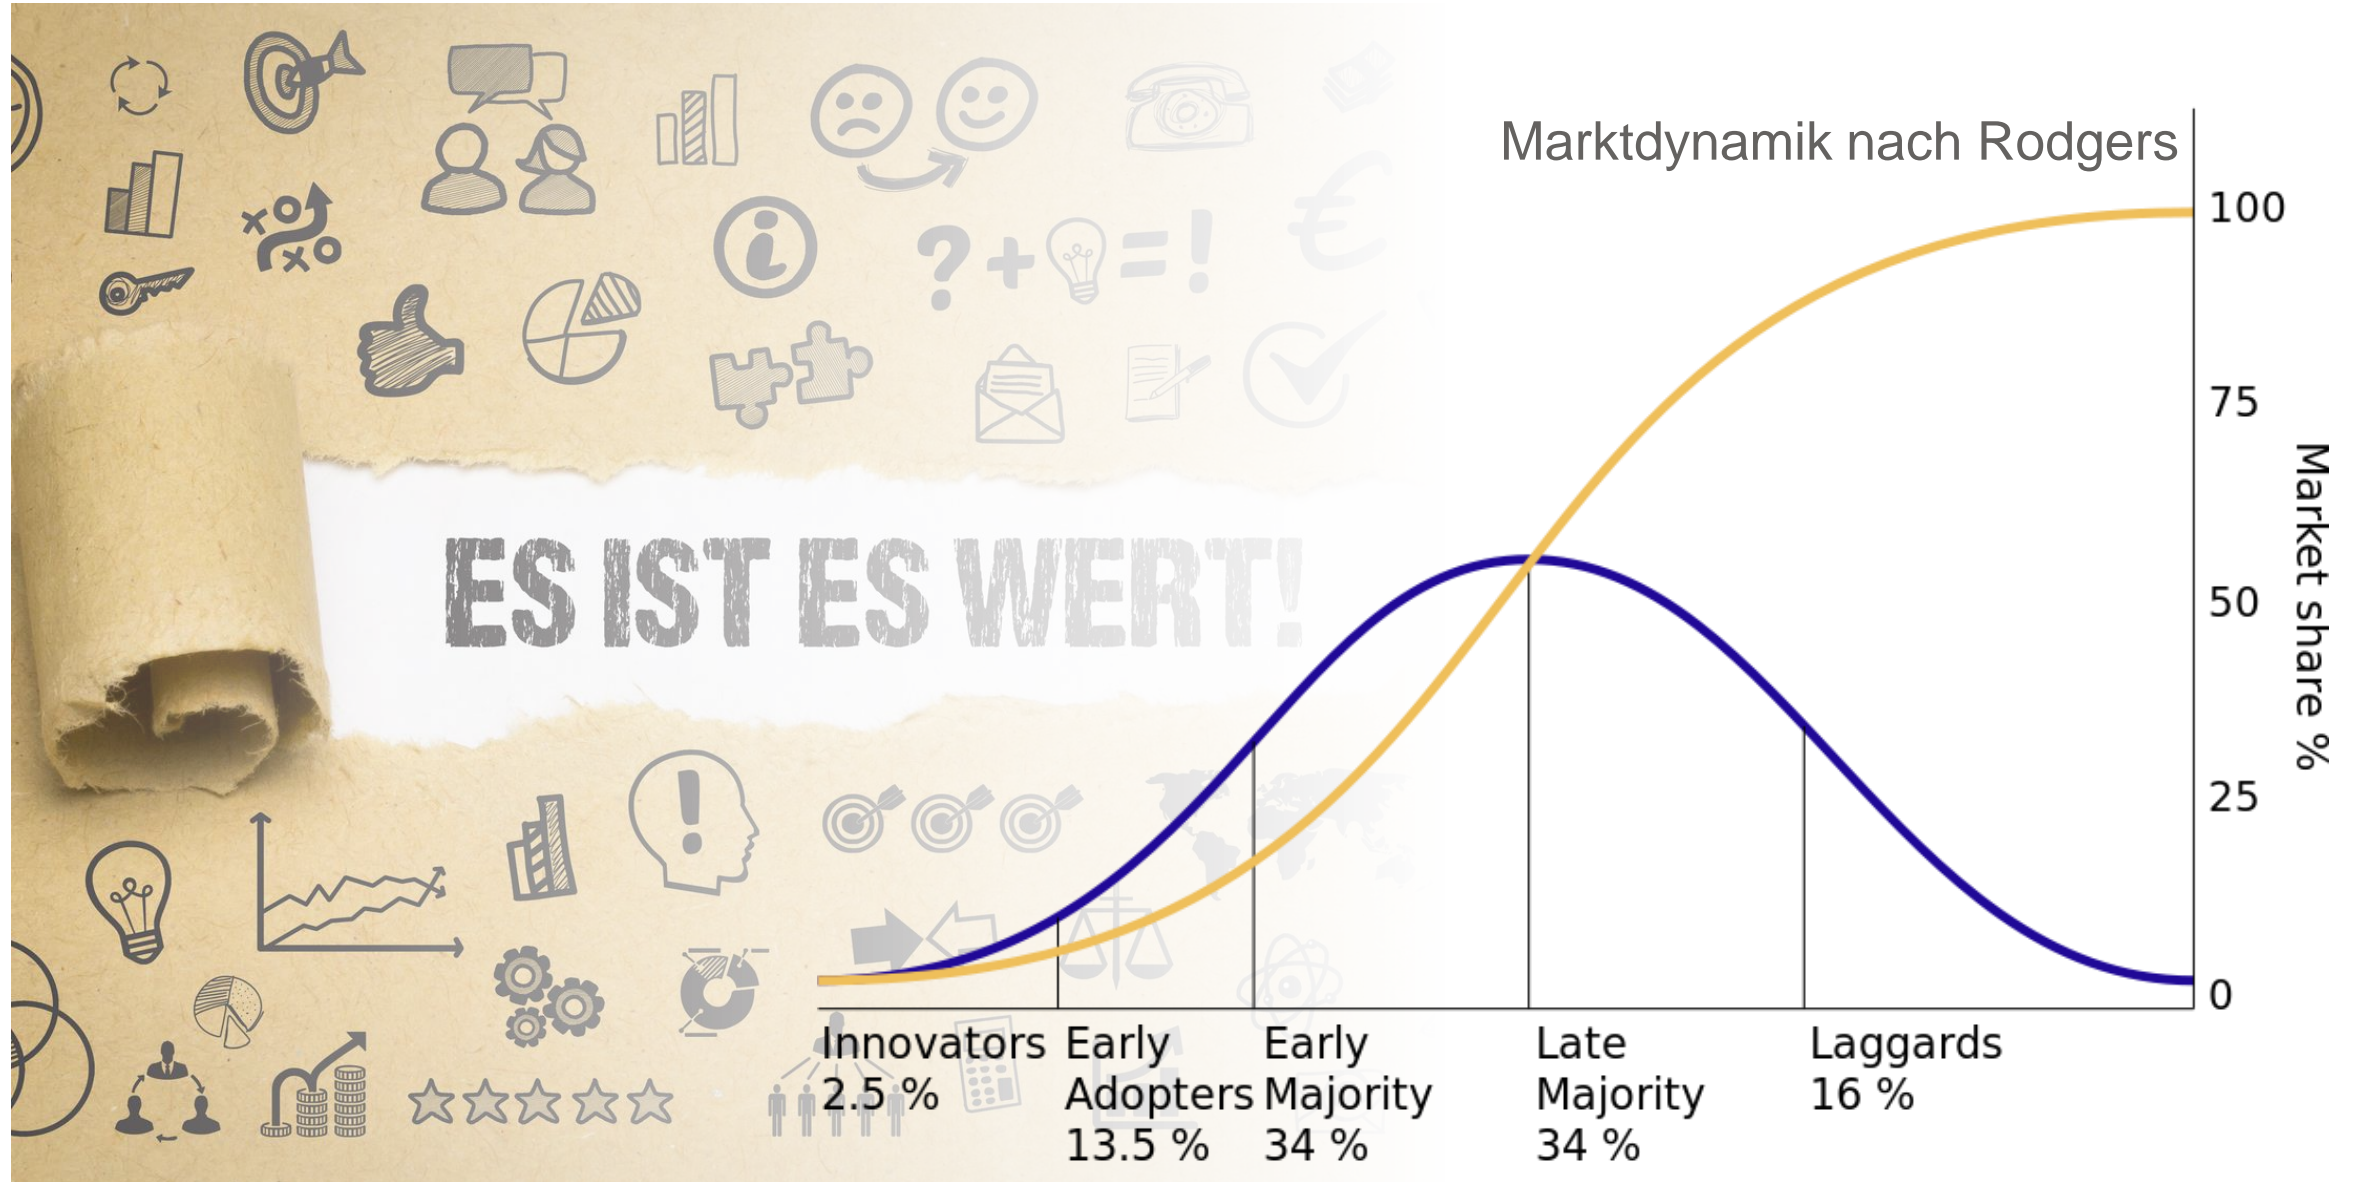 Marktdynamik nach Rodgers
ES IST ES WERT!
100
75
50
25
0
Market share %
Innovators
2.5 %
Early
Adopters
13.5 %
Early
Majority
34 %
Late
Majority
34 %
Laggards
16 %